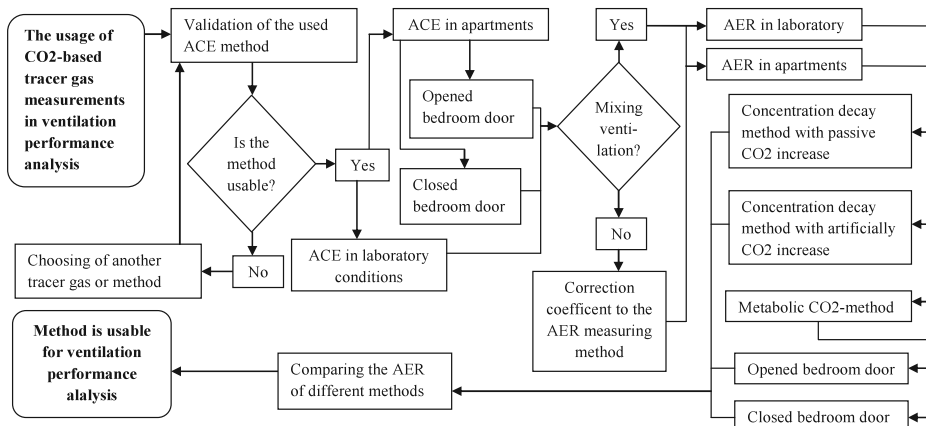 The usage of
CO2-based
tracer gas
measurements
in ventilation
performance
analysis
Validation of the used
ACE method
Is the
method
usable?
Yes
No
Choosing of another
tracer gas or method
ACE in apartments
Opened
bedroom door
Closed
bedroom door
ACE in laboratory
conditions
Mixing
venti-
lation?
Yes
No
Correction
coefficent to the
AER measuring
method
AER in laboratory
AER in apartments
Concentration decay
method with passive
CO2 increase
Concentration decay
method with artificially
CO2 increase
Metabolic CO2-method
Opened bedroom door
Closed bedroom door
Comparing the AER
of different methods
Method is usable
for ventilation
performance
alalysis